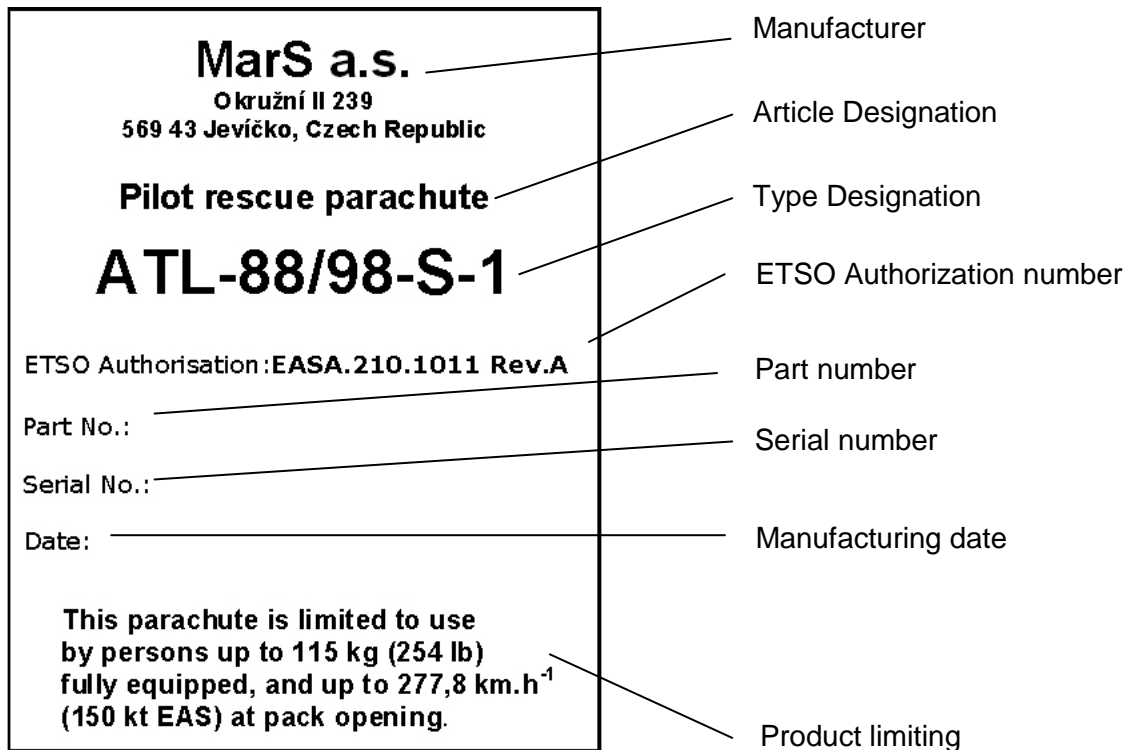 MarS a.s.
Okružní II 239
569 43 Jevíčko, Czech Republic
Pilot rescue parachute
ATL-88/98-S-1
ETSO Authorisation:EASA.210.1011 Rev.A
Part No.:
Serial No.:
Date:
This parachute is limited to use
by persons up to 115 kg (254 lb)
fully equipped, and up to 277,8 km.h⁻¹
(150 kt EAS) at pack opening.
Manufacturer
Article Designation
Type Designation
ETSO Authorization number
Part number
Serial number
Manufacturing date
Product limiting